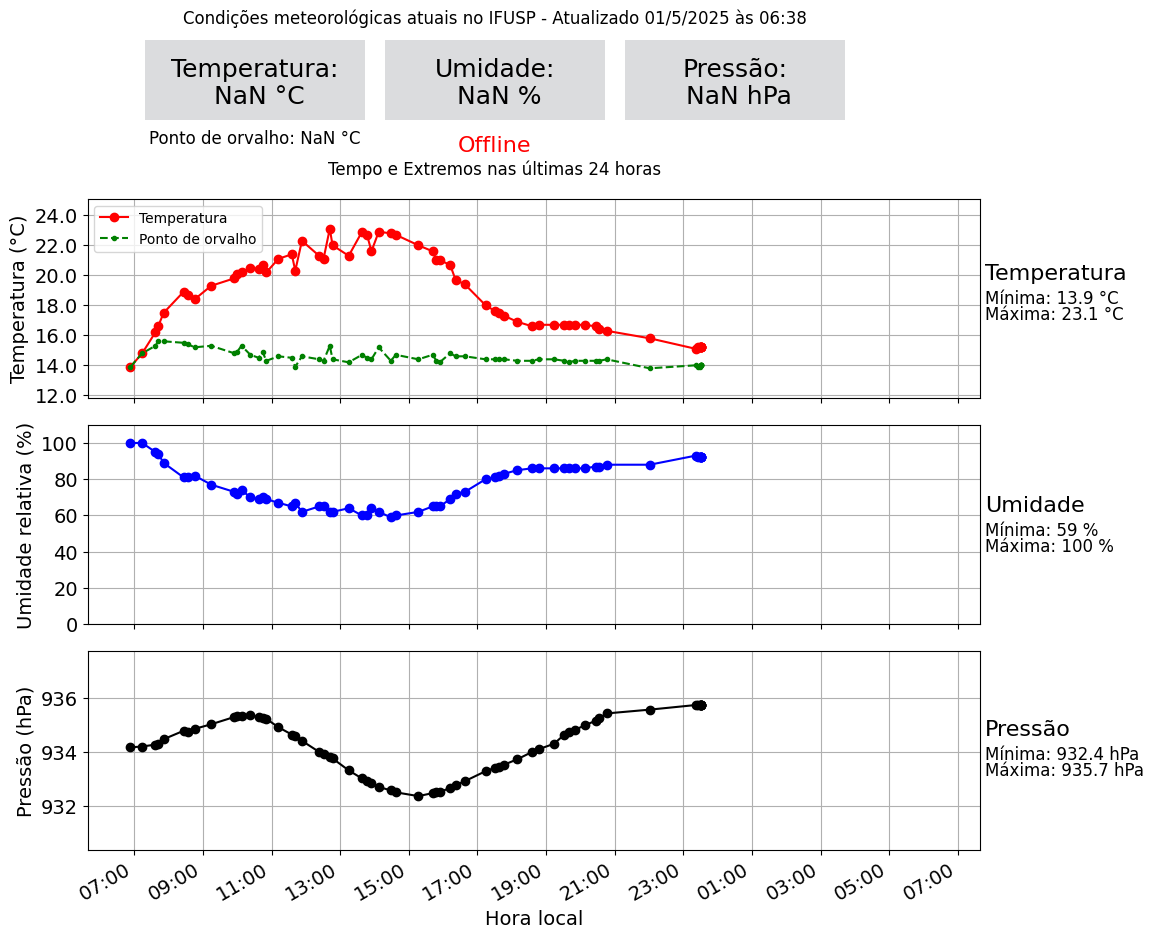 Condições meteorológicas atuais no IFUSP - Atualizado 01/5/2025 às 06:38
Temperatura:
NaN °C
Umidade:
NaN %
Pressão:
NaN hPa
Ponto de orvalho: NaN °C
Offline
Tempo e Extremos nas últimas 24 horas
Temperatura (°C)
24.0
22.0
20.0
18.0
16.0
14.0
12.0
Temperatura
Ponto de orvalho
Temperatura
Mínima: 13.9 °C
Máxima: 23.1 °C
Umidade relativa (%)
100
80
60
40
20
0
Umidade
Mínima: 59 %
Máxima: 100 %
Pressão (hPa)
936
934
932
Pressão
Mínima: 932.4 hPa
Máxima: 935.7 hPa
07:00 09:00 11:00 13:00 15:00 17:00 19:00 21:00 23:00 01:00 03:00 05:00 07:00
Hora local